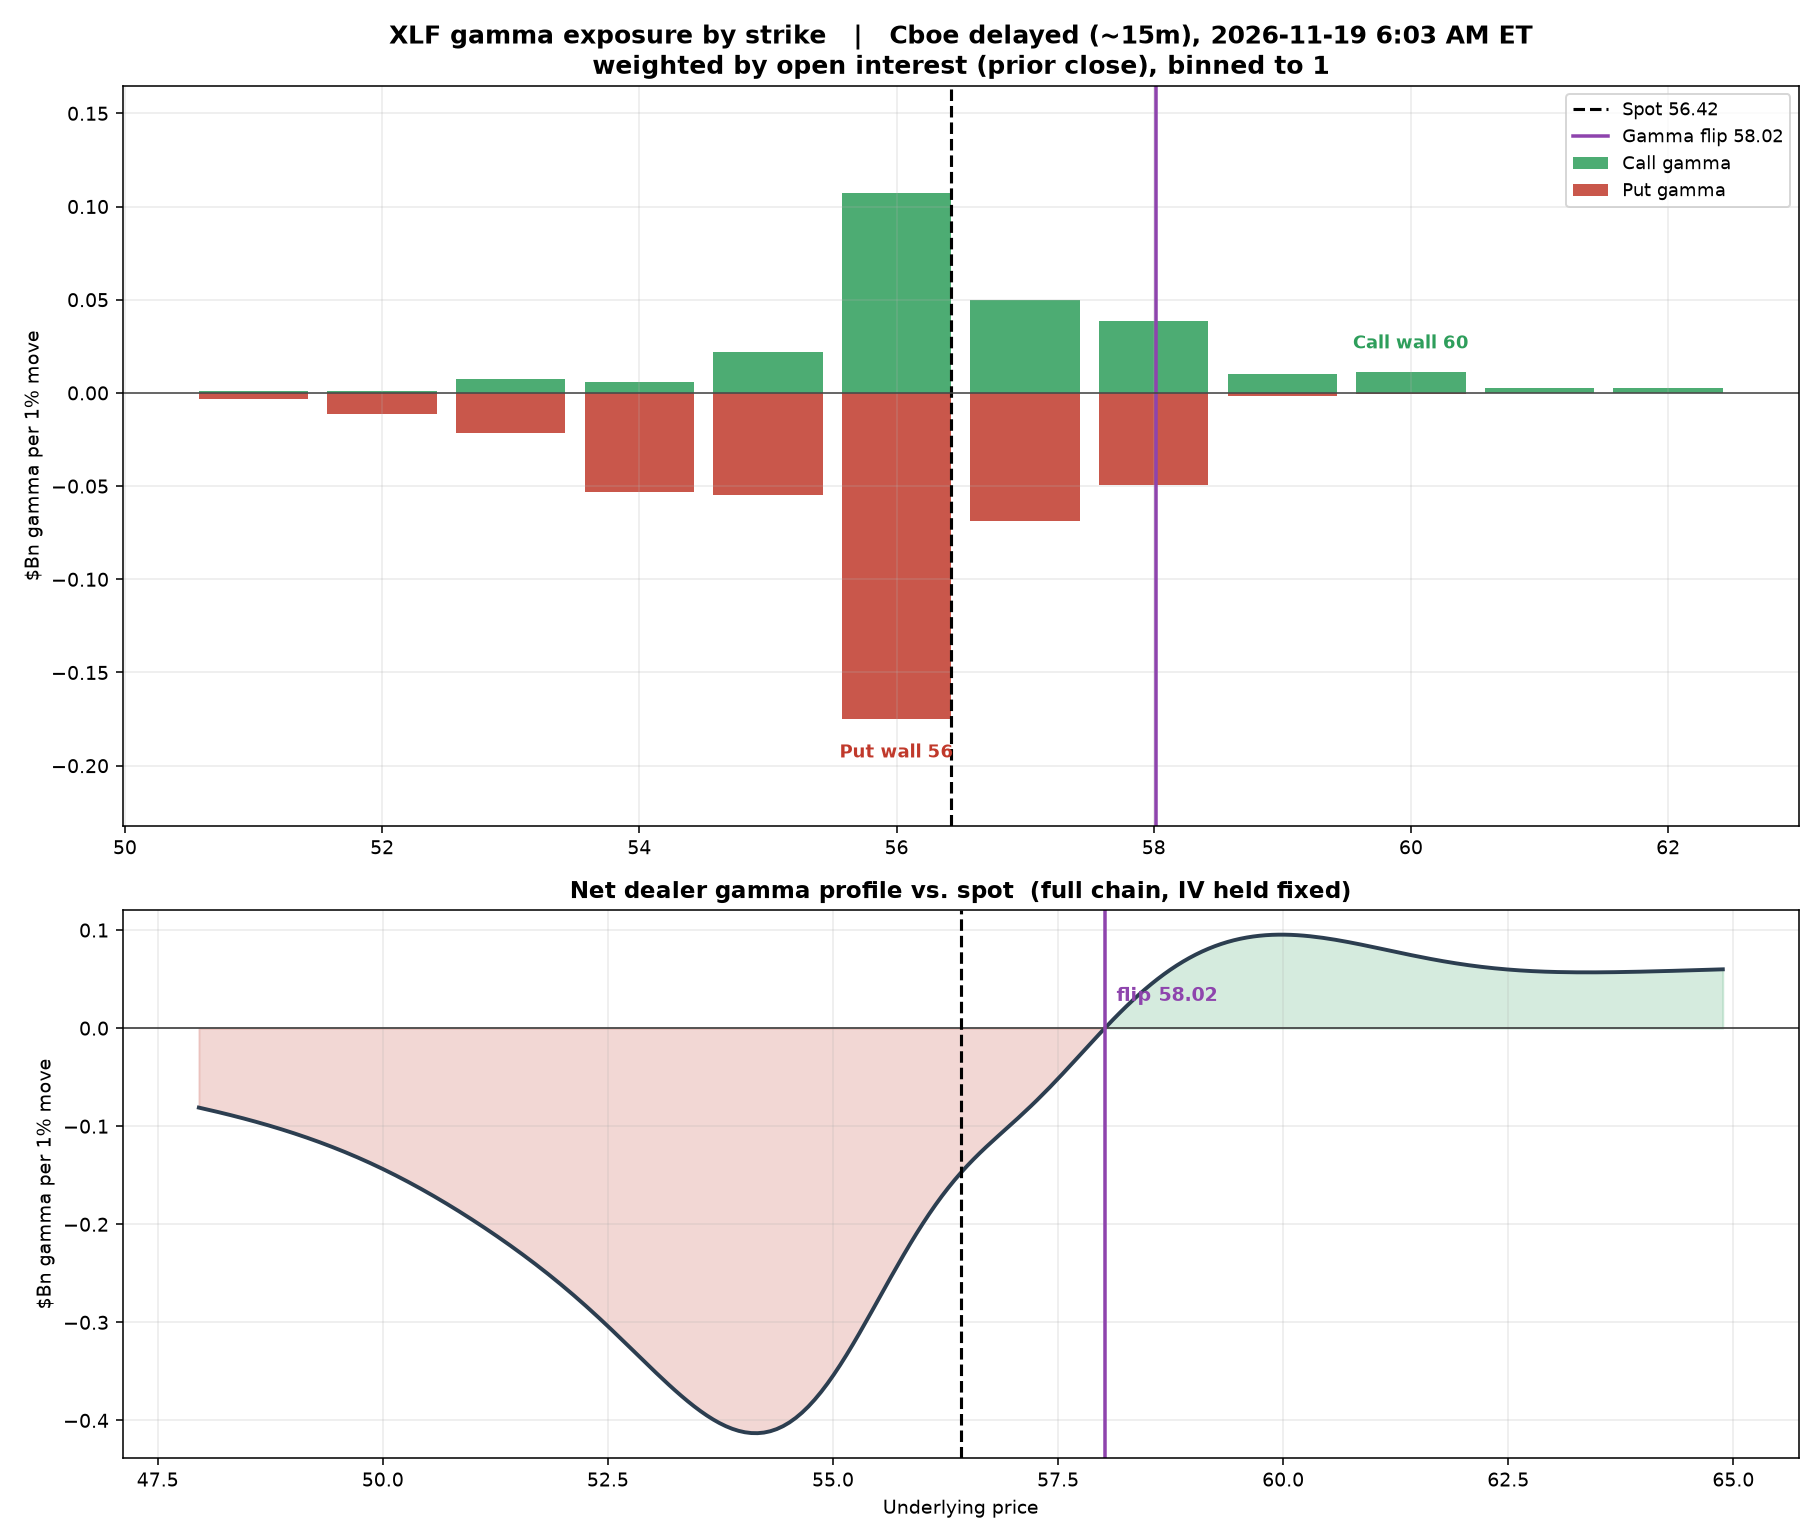 XLF gamma exposure by strike | Cboe delayed (~15m), 2026-11-19 6:03 AM ET
weighted by open interest (prior close), binned to 1
Spot 56.42
Gamma flip 58.02
Call gamma
Put gamma
0.15
0.10
0.05
0.00
−0.05
−0.10
−0.15
−0.20
$Bn gamma per 1% move
Call wall 60
Put wall 56
50 52 54 56 58 60 62
Net dealer gamma profile vs. spot (full chain, IV held fixed)
0.1
0.0
−0.1
−0.2
−0.3
−0.4
$Bn gamma per 1% move
flip 58.02
47.5 50.0 52.5 55.0 57.5 60.0 62.5 65.0
Underlying price